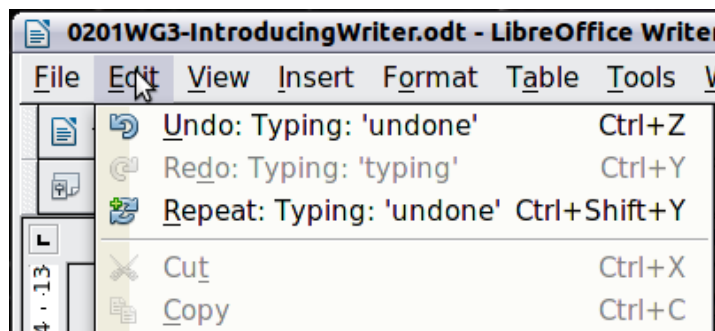 0201WG3-IntroducingWriter.odt - LibreOffice Writer
File Edit View Insert Format Table Tools
Undo: Typing: 'undone' Ctrl+Z
Redo: Typing: 'typing' Ctrl+Y
Repeat: Typing: 'undone' Ctrl+Shift+Y
Cut Ctrl+X
Copy Ctrl+C
13